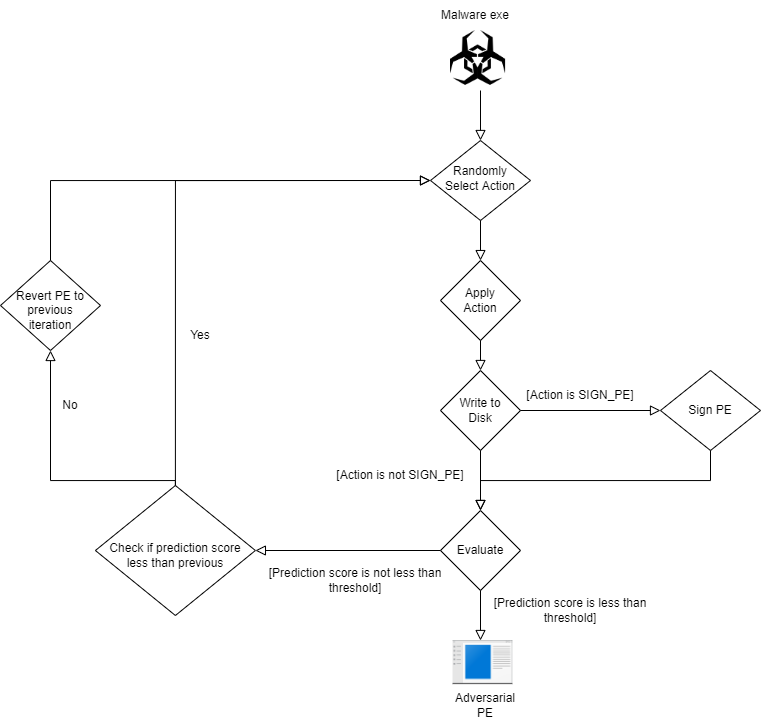 Malware exe
Randomly
Select Action
Apply
Action
Revert PE to
previous
iteration
Yes
No
Write to
Disk
[Action is SIGN_PE]
Sign PE
[Action is not SIGN_PE]
Check if prediction score
less than previous
Evaluate
[Prediction score is not less than
threshold]
[Prediction score is less than
threshold]
Adversarial
PE